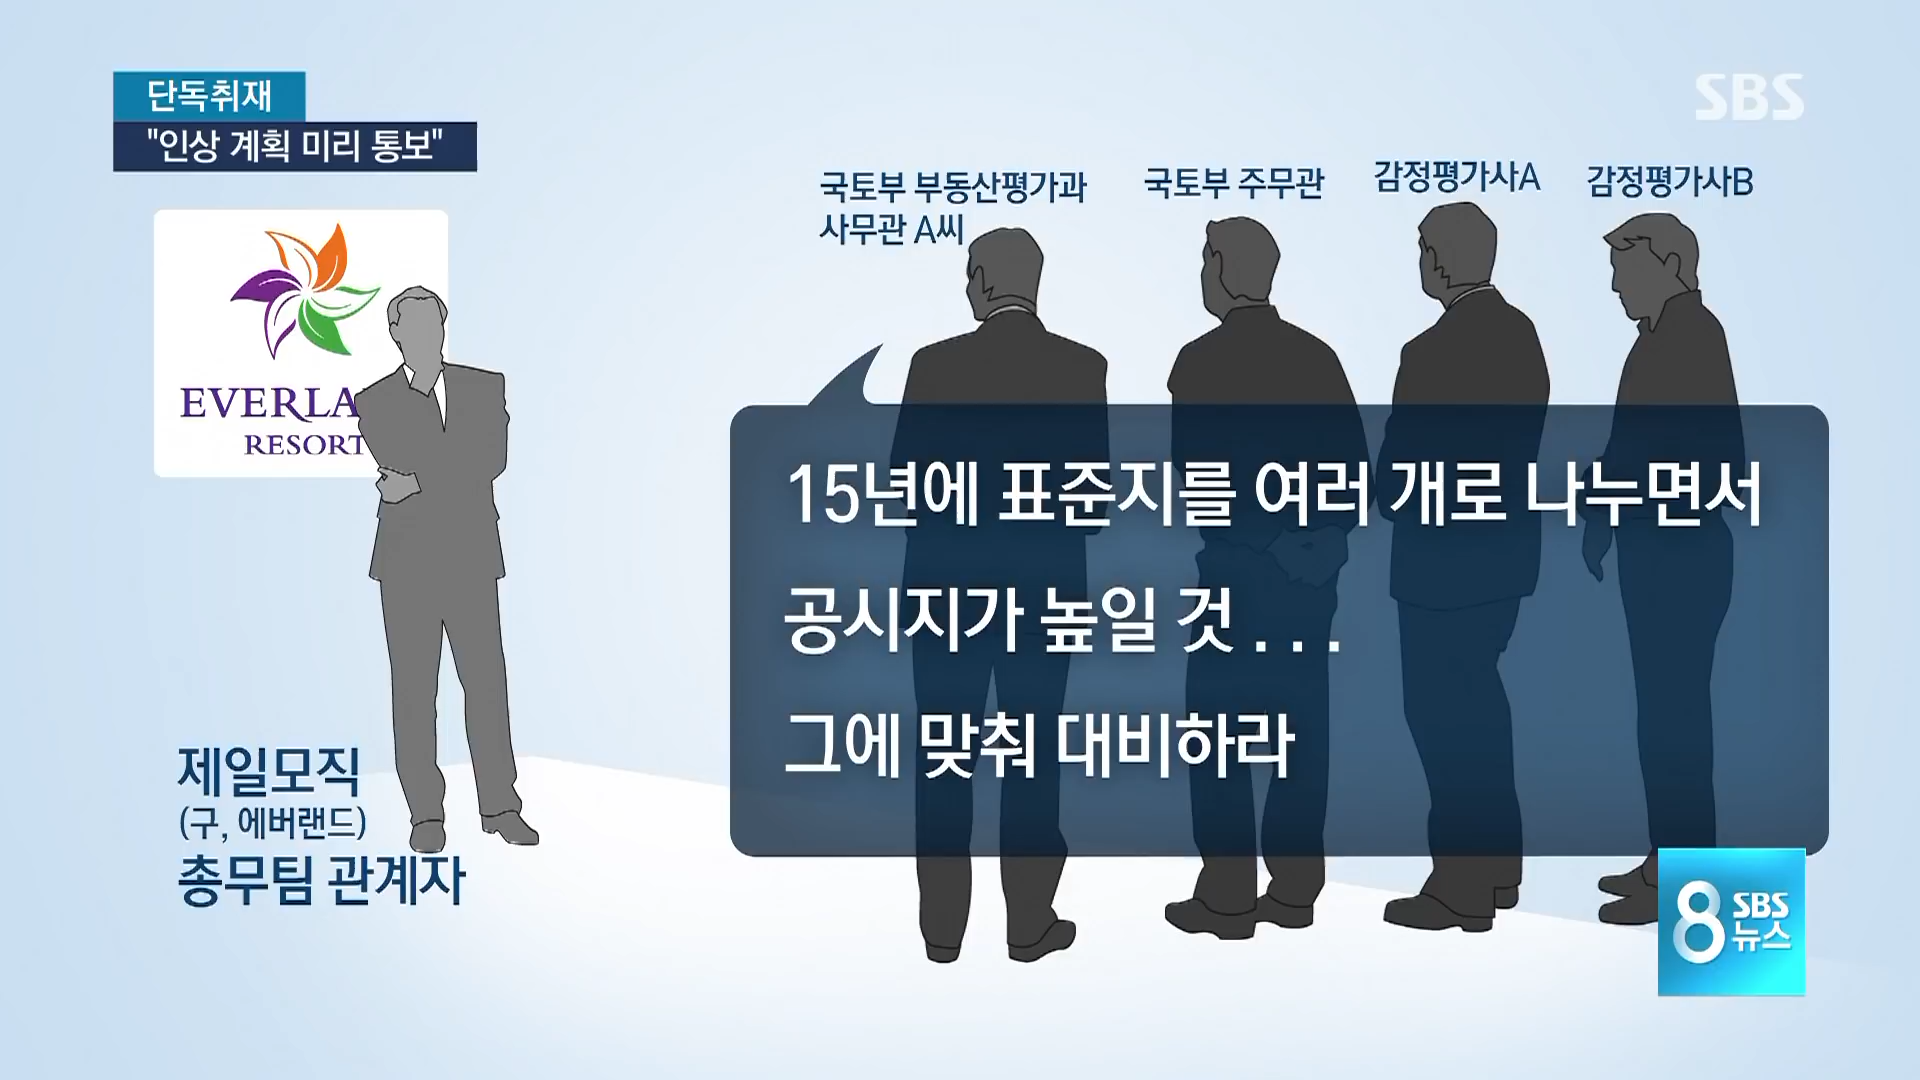 단독취재
"인상 계획 미리 통보"
SBS
국토부 부동산평가과
사무관 A씨
국토부 주무관
감정평가사A
감정평가사B
EVERLA
RESORT
15년에 표준지를 여러 개로 나누면서
공시지가 높일 것...
그에 맞춰 대비하라
제일모직
(구, 에버랜드)
총무팀 관계자
8 SBS
뉴스